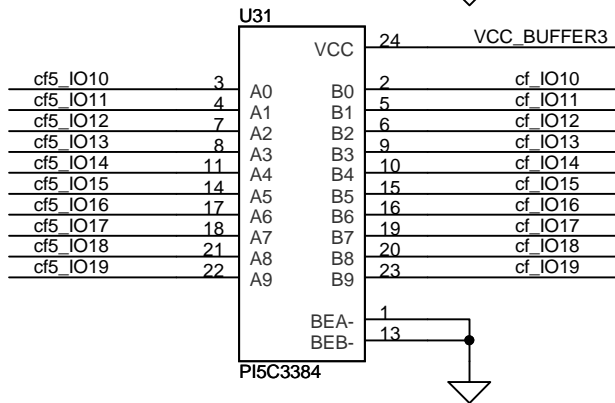 U31
VCC 24 VCC_BUFFER3
cf5_IO10 3 A0 B0 2 cf_IO10
cf5_IO11 4 A1 B1 5 cf_IO11
cf5_IO12 7 A2 B2 6 cf_IO12
cf5_IO13 8 A3 B3 9 cf_IO13
cf5_IO14 11 A4 B4 10 cf_IO14
cf5_IO15 14 A5 B5 15 cf_IO15
cf5_IO16 17 A6 B6 16 cf_IO16
cf5_IO17 18 A7 B7 19 cf_IO17
cf5_IO18 21 A8 B8 20 cf_IO18
cf5_IO19 22 A9 B9 23 cf_IO19
BEA- 1
BEB- 13
PI5C3384